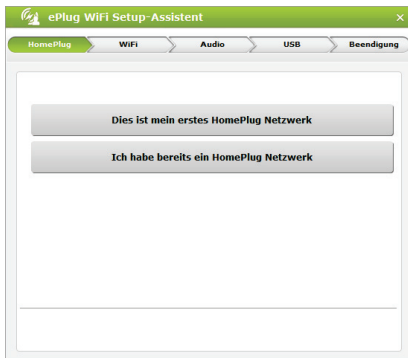 ePlug WiFi Setup-Assistent ×
HomePlug WiFi Audio USB Beendigung
Dies ist mein erstes HomePlug Netzwerk
Ich habe bereits ein HomePlug Netzwerk